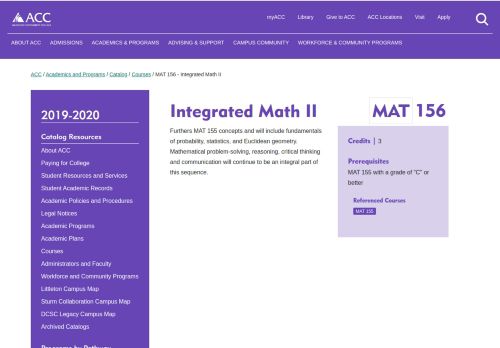 ACC
myACC Library Give to ACC ACC Locations Visit Apply
ABOUT ACC ADMISSIONS ACADEMICS & PROGRAMS ADVISING & SUPPORT CAMPUS COMMUNITY WORKFORCE & COMMUNITY PROGRAMS
ACC / Academics and Programs / Catalog / Courses / MAT 156 - Integrated Math II
2019-2020
Catalog Resources
About ACC
Paying for College
Student Resources and Services
Student Academic Records
Academic Policies and Procedures
Legal Notices
Academic Programs
Academic Plans
Courses
Administrators and Faculty
Workforce and Community Programs
Littleton Campus Map
Sturm Collaboration Campus Map
DCSC Legacy Campus Map
Archived Catalogs
Programs by Pathway
Integrated Math II
MAT 156
Furthers MAT 155 concepts and will include fundamentals
of probability, statistics, and Euclidean geometry.
Mathematical problem-solving, reasoning, critical thinking
and communication will continue to be an integral part of
this sequence.
Credits | 3
Prerequisites
MAT 155 with a grade of "C" or
better
Referenced Courses
MAT 155